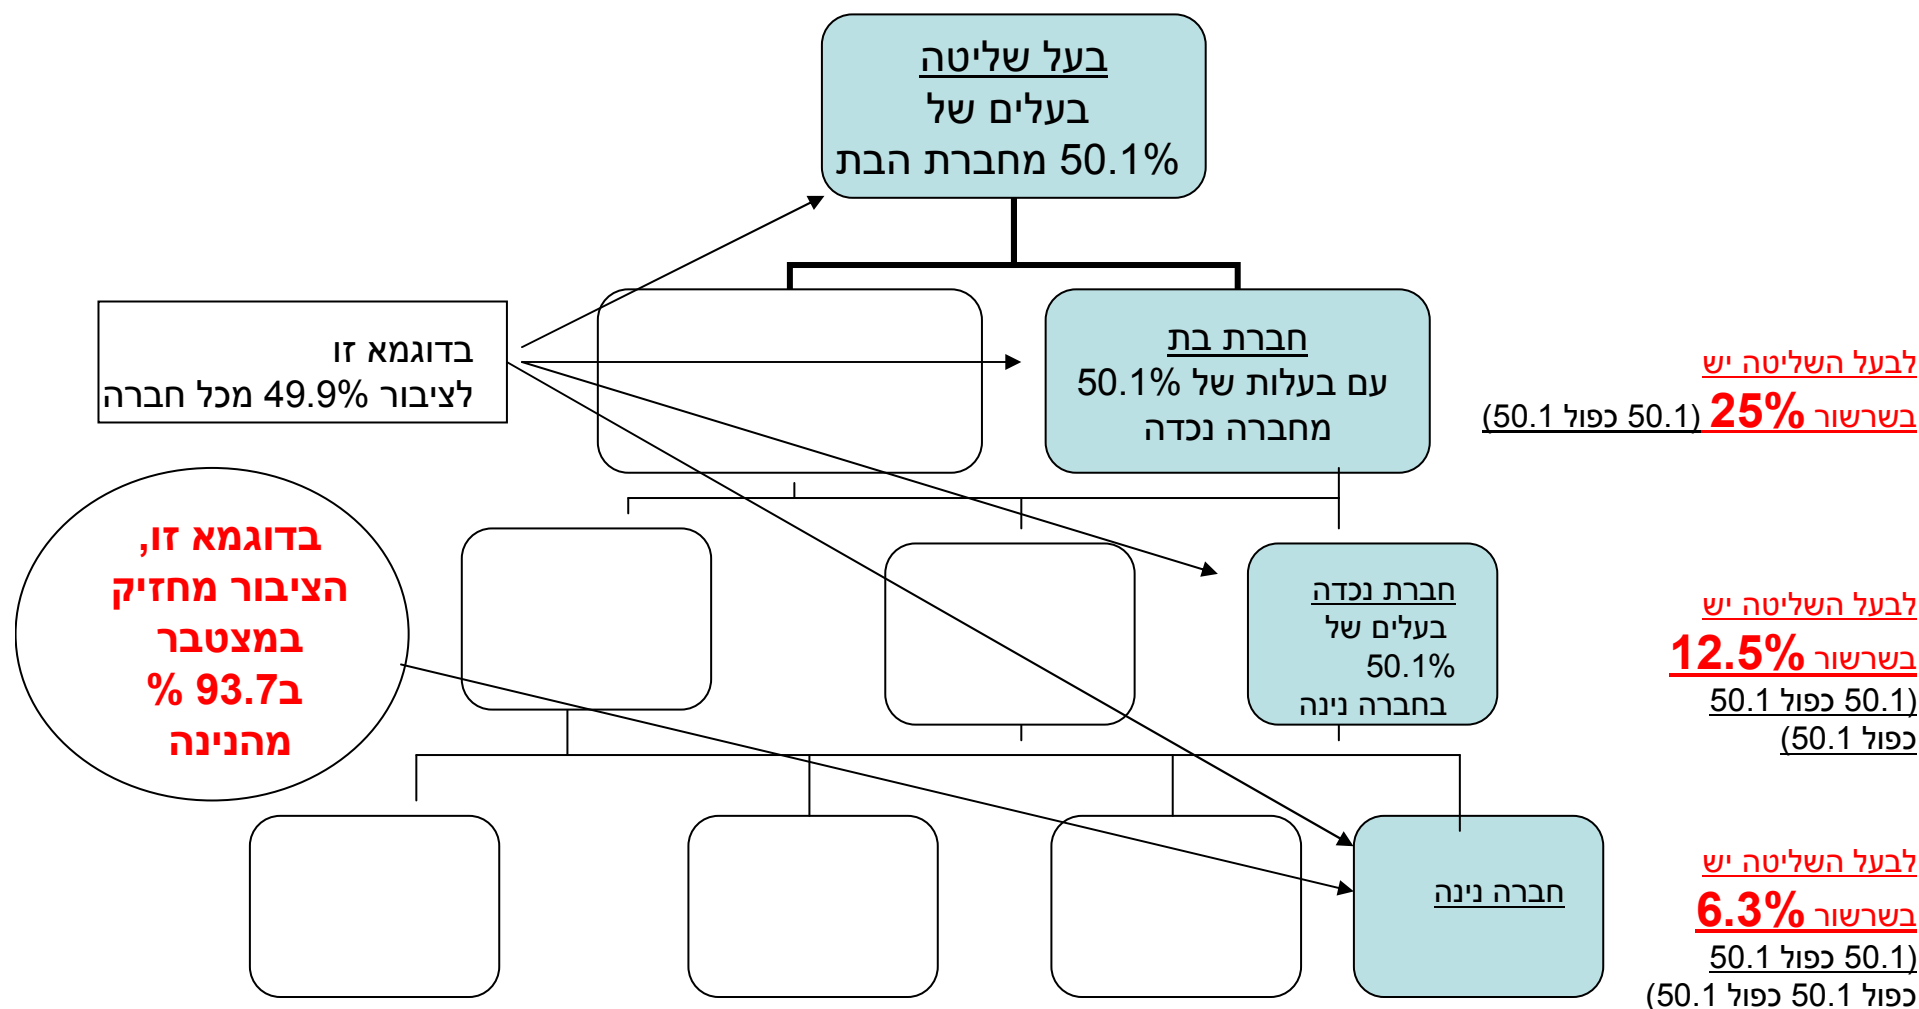 בעל שליטה
בעלים של
50.1% מחברת הבת
בדוגמא זו
לציבור 49.9% מכל חברה
חברת בת
עם בעלות של 50.1%
מחברה נכדה
לבעל השליטה יש
בשרשור 25% (50.1 כפול 50.1)
בדוגמא זו,
הציבור מחזיק
במצטבר
ב93.7 %
מהנינה
חברת נכדה
בעלים של
50.1%
בחברה נינה
לבעל השליטה יש
בשרשור 12.5%
(50.1 כפול 50.1
כפול 50.1)
חברה נינה
לבעל השליטה יש
בשרשור 6.3%
(50.1 כפול 50.1
כפול 50.1 כפול 50.1)